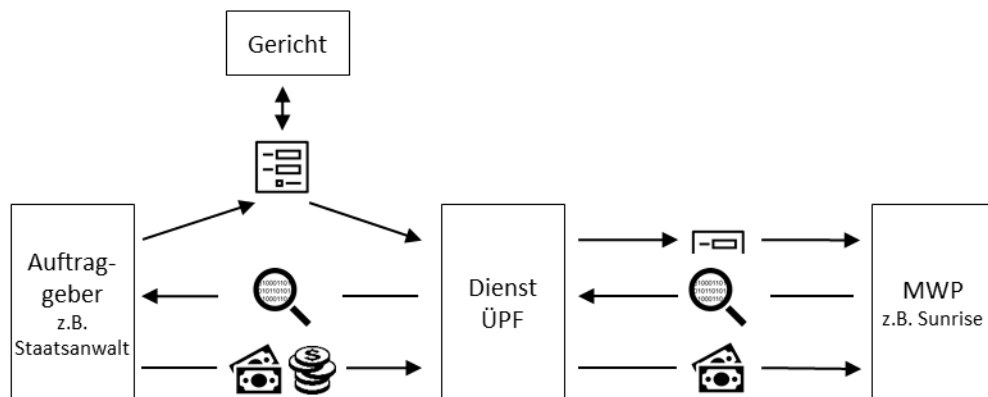 Gericht
Auftrag-
geber
z.B.
Staatsanwalt
Dienst
ÜPF
MWP
z.B. Sunrise